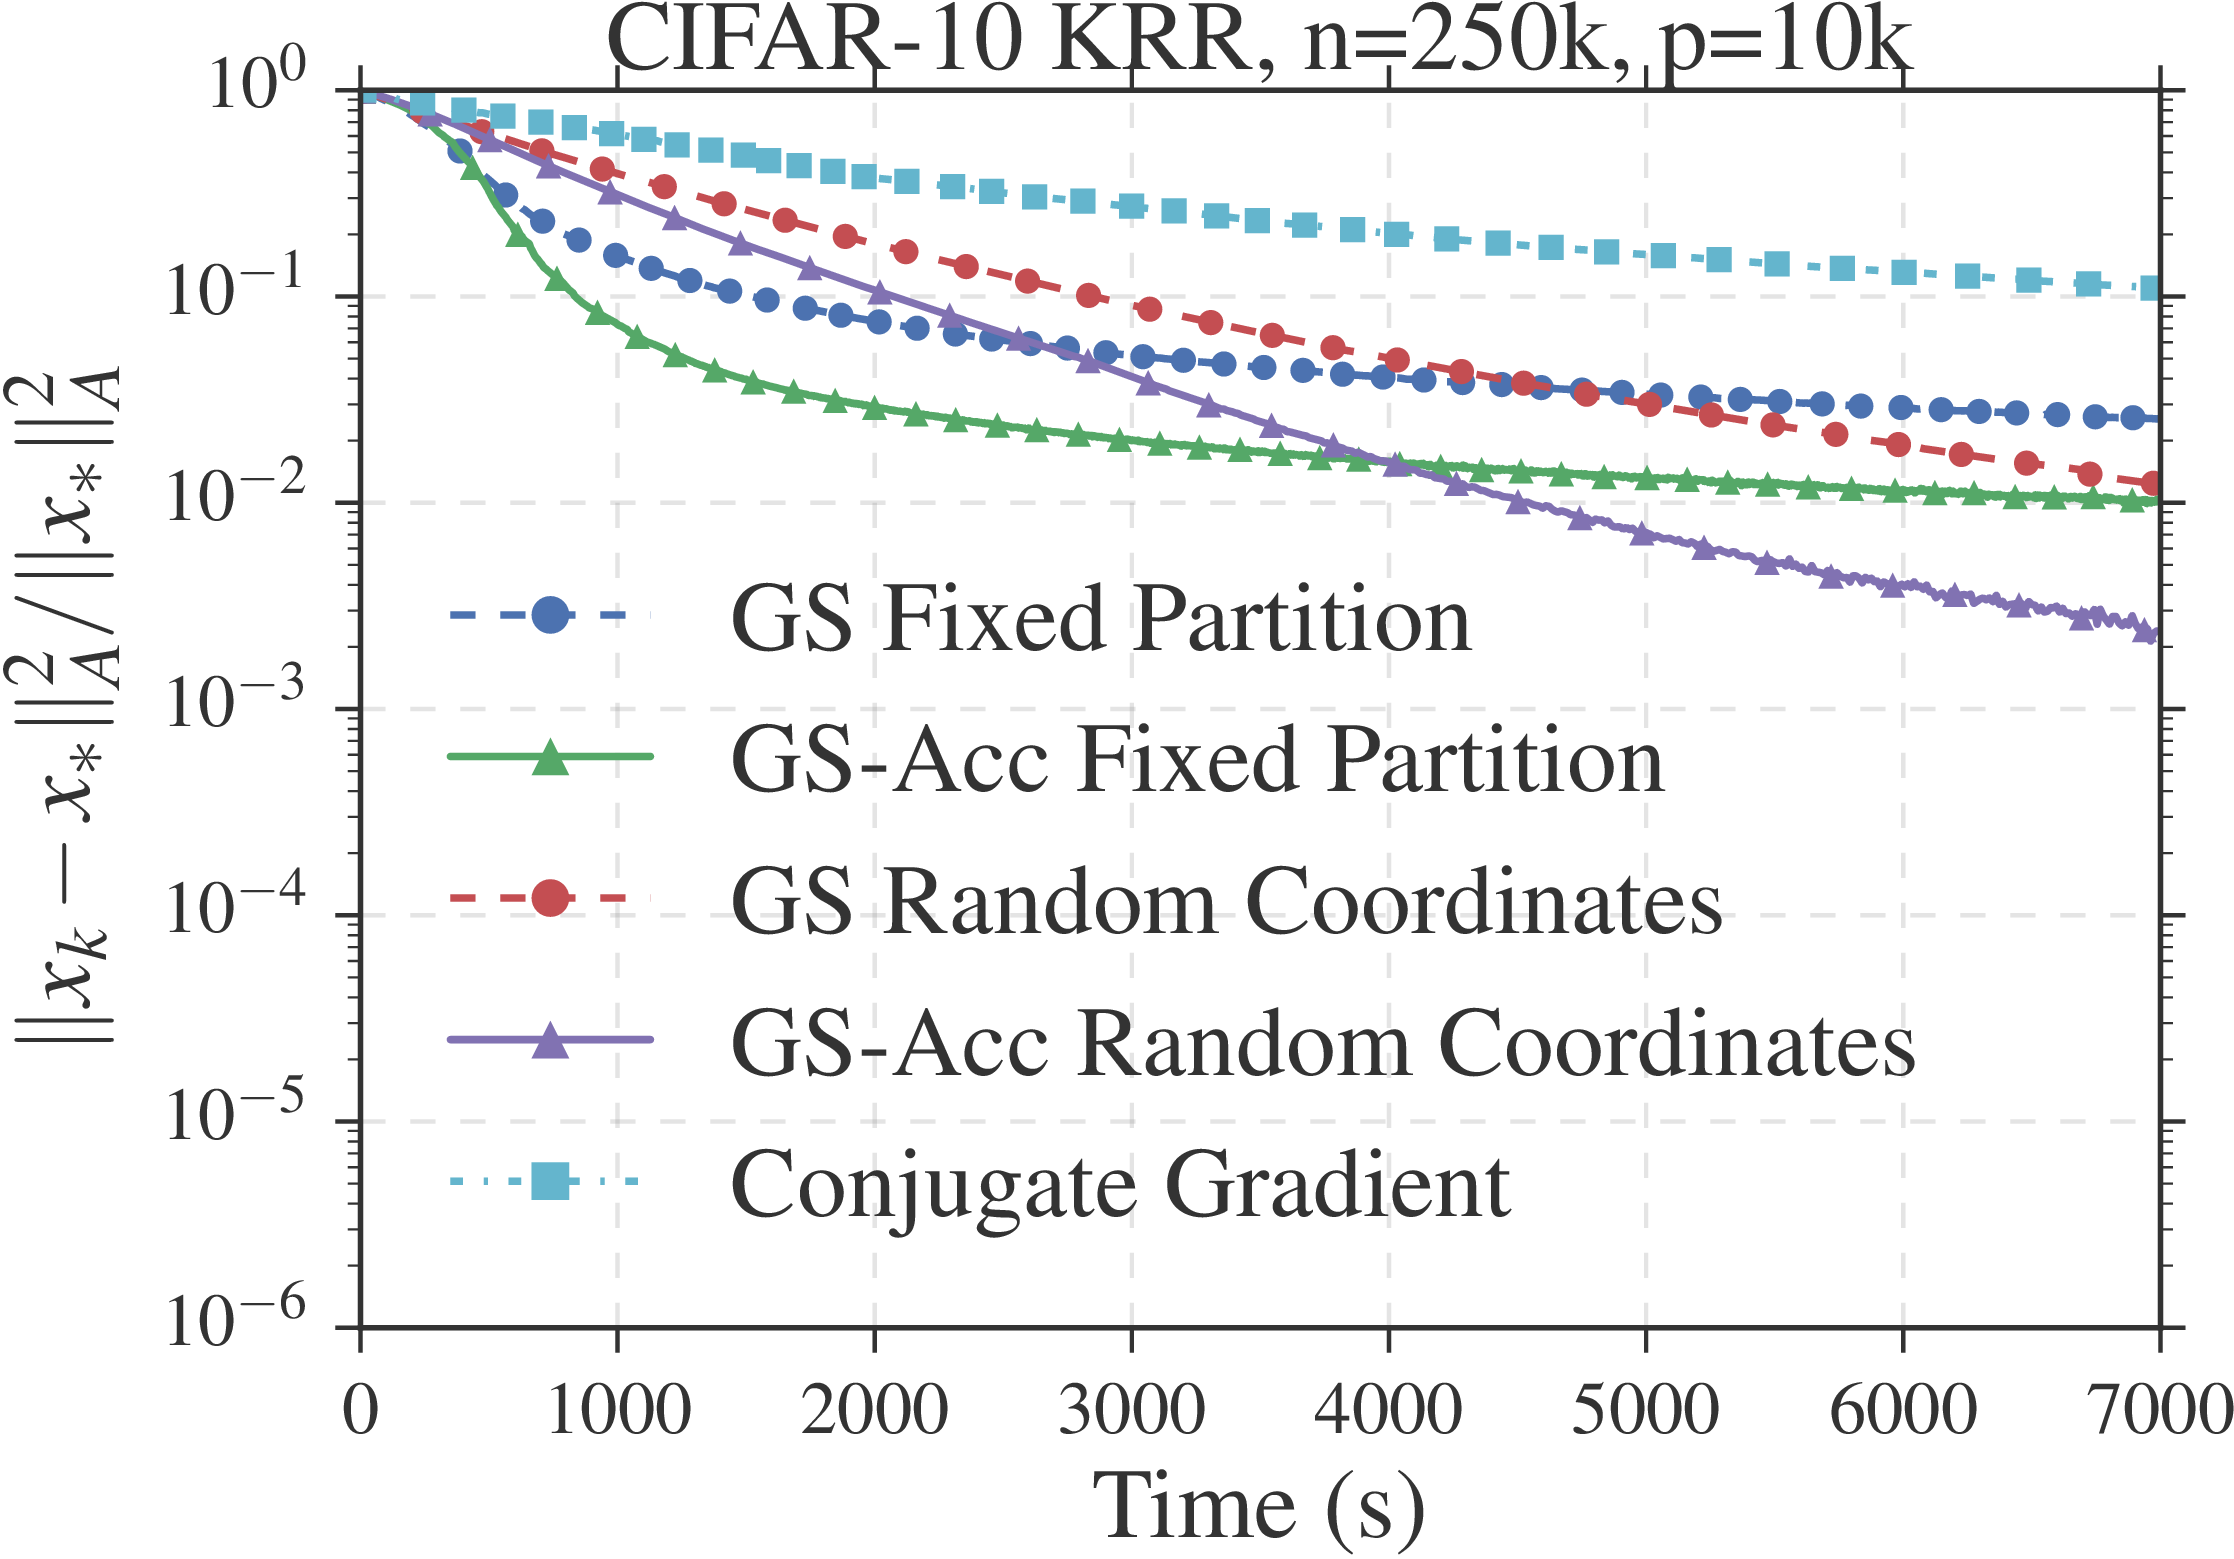 CIFAR-10 KRR, n=250k, p=10k
‖x_k − x_*‖²_A / ‖x_*‖²_A
10⁰
10⁻¹
10⁻²
10⁻³
10⁻⁴
10⁻⁵
10⁻⁶
GS Fixed Partition
GS-Acc Fixed Partition
GS Random Coordinates
GS-Acc Random Coordinates
Conjugate Gradient
0 1000 2000 3000 4000 5000 6000 7000
Time (s)